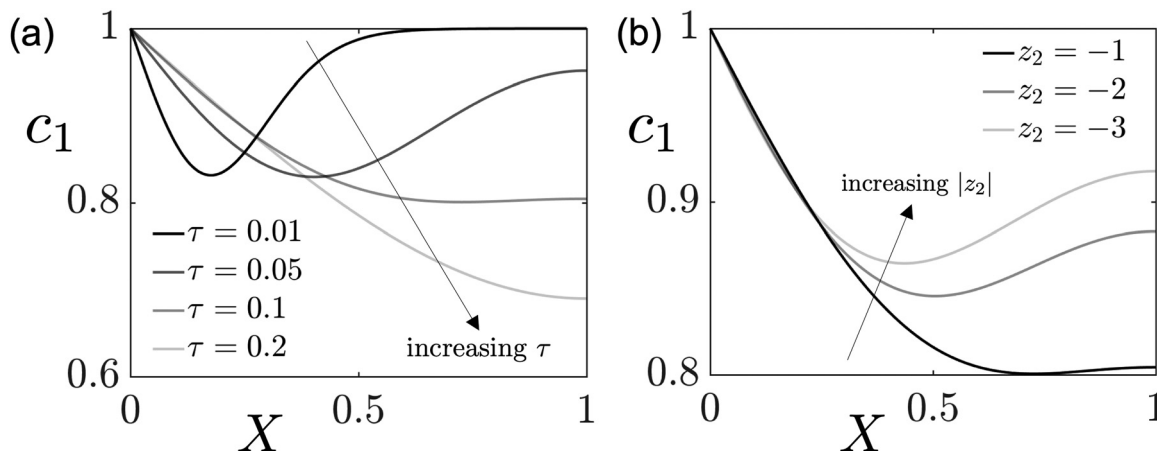 (a)
1
c₁
0.8
0.6
τ = 0.01
τ = 0.05
τ = 0.1
τ = 0.2
increasing τ
0
0.5
1
X
(b)
1
c₁
0.9
0.8
z₂ = −1
z₂ = −2
z₂ = −3
increasing |z₂|
0
0.5
1
X